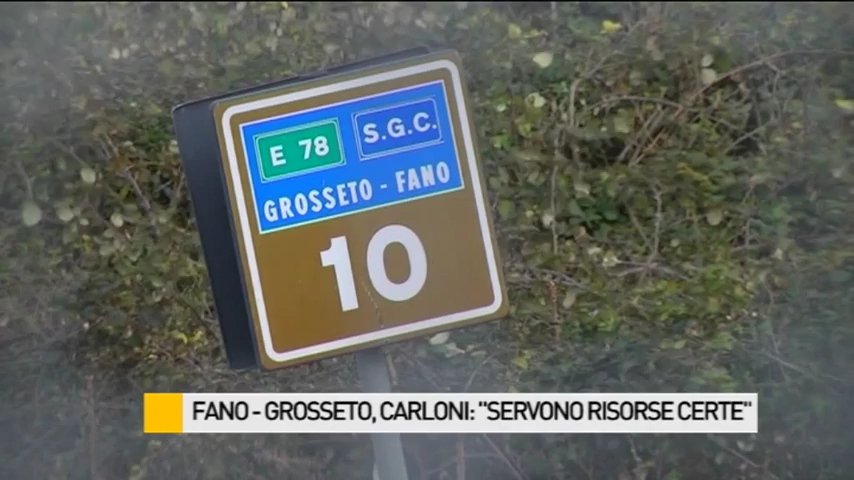 E 78 S.G.C.
GROSSETO - FANO
10
FANO - GROSSETO, CARLONI: "SERVONO RISORSE CERTE"